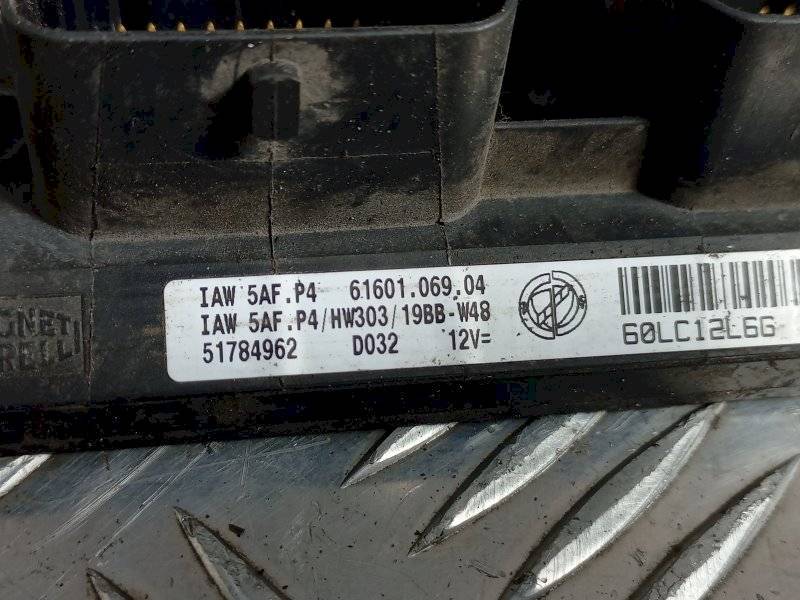 IAW 5AF.P4 61601.069.04
IAW 5AF.P4/HW303/19BB-W48
51784962 D032 12V=
60LC12L6G